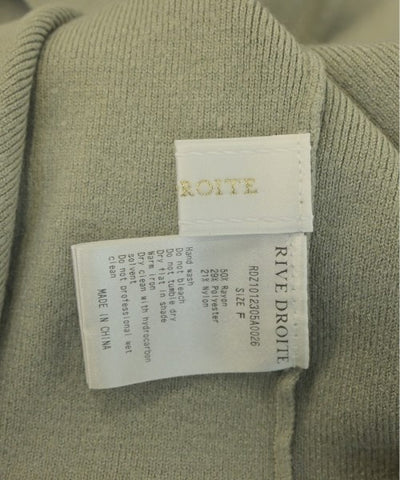 ROITE
RIVE DROITE
RDZ1012305A0026
SIZE F
50% Rayon
29% Polyester
21% Nylon
Hand wash
Do not bleach
Do not tumble dry
Dry flat in shade
Warm iron
Dry clean with hydrocarbon
solvent
Do not professional wet
clean
MADE IN CHINA